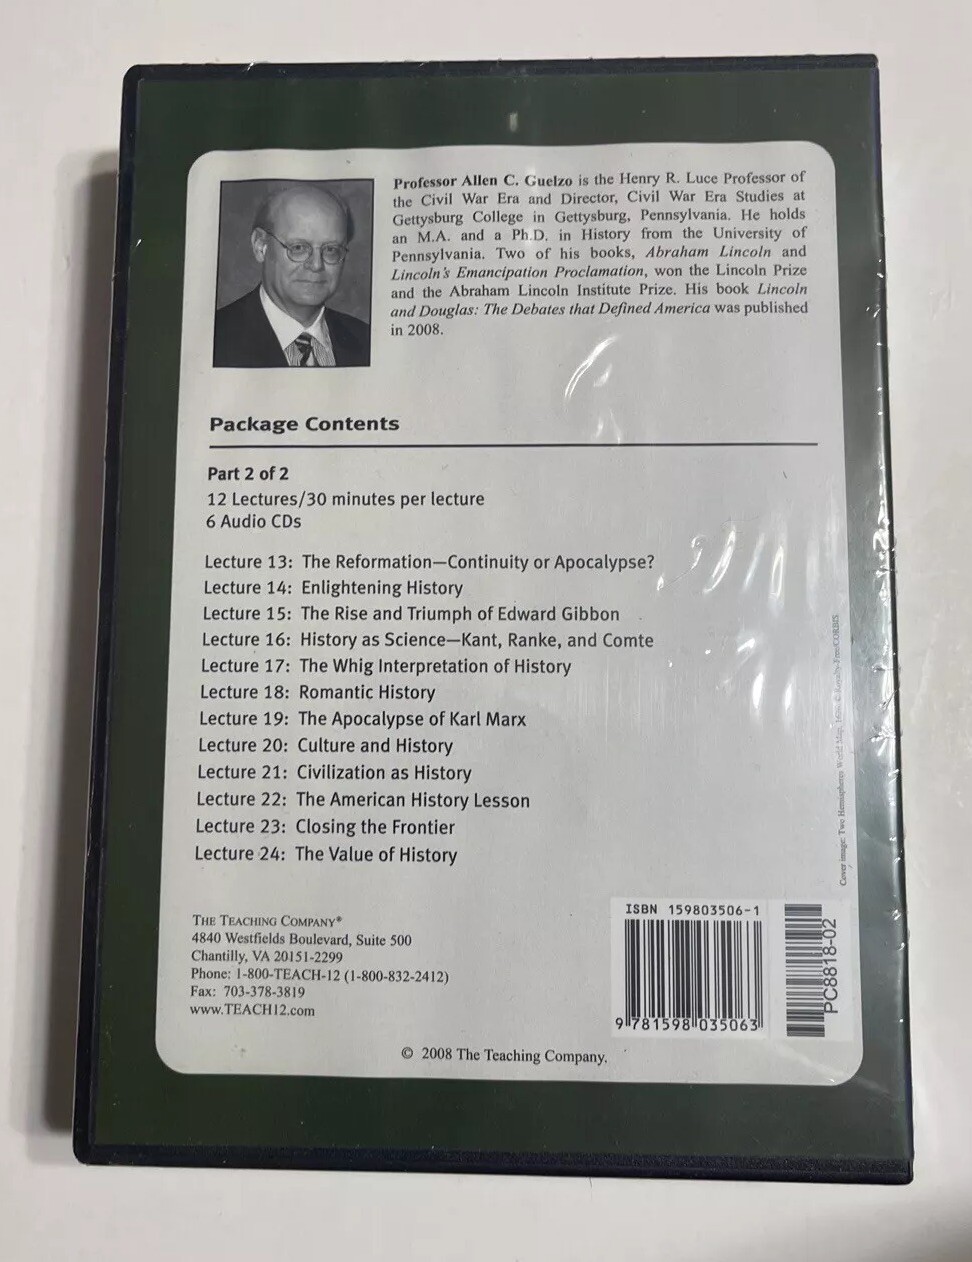 Professor Allen C. Guelzo is the Henry R. Luce Professor of
the Civil War Era and Director, Civil War Era Studies at
Gettysburg College in Gettysburg, Pennsylvania. He holds
an M.A. and a Ph.D. in History from the University of
Pennsylvania. Two of his books, Abraham Lincoln and
Lincoln's Emancipation Proclamation, won the Lincoln Prize
and the Abraham Lincoln Institute Prize. His book Lincoln
and Douglas: The Debates that Defined America was published
in 2008.
Package Contents
Part 2 of 2
12 Lectures/30 minutes per lecture
6 Audio CDs
Lecture 13: The Reformation—Continuity or Apocalypse?
Lecture 14: Enlightening History
Lecture 15: The Rise and Triumph of Edward Gibbon
Lecture 16: History as Science—Kant, Ranke, and Comte
Lecture 17: The Whig Interpretation of History
Lecture 18: Romantic History
Lecture 19: The Apocalypse of Karl Marx
Lecture 20: Culture and History
Lecture 21: Civilization as History
Lecture 22: The American History Lesson
Lecture 23: Closing the Frontier
Lecture 24: The Value of History
Cover image: Two Hemispheres World Map,
THE TEACHING COMPANY®
4840 Westfields Boulevard, Suite 500
Chantilly, VA 20151-2299
Phone: 1-800-TEACH-12 (1-800-832-2412)
Fax: 703-378-3819
www.TEACH12.com
ISBN 159803506-1
9 781598 035063
PC8818-02
© 2008 The Teaching Company.